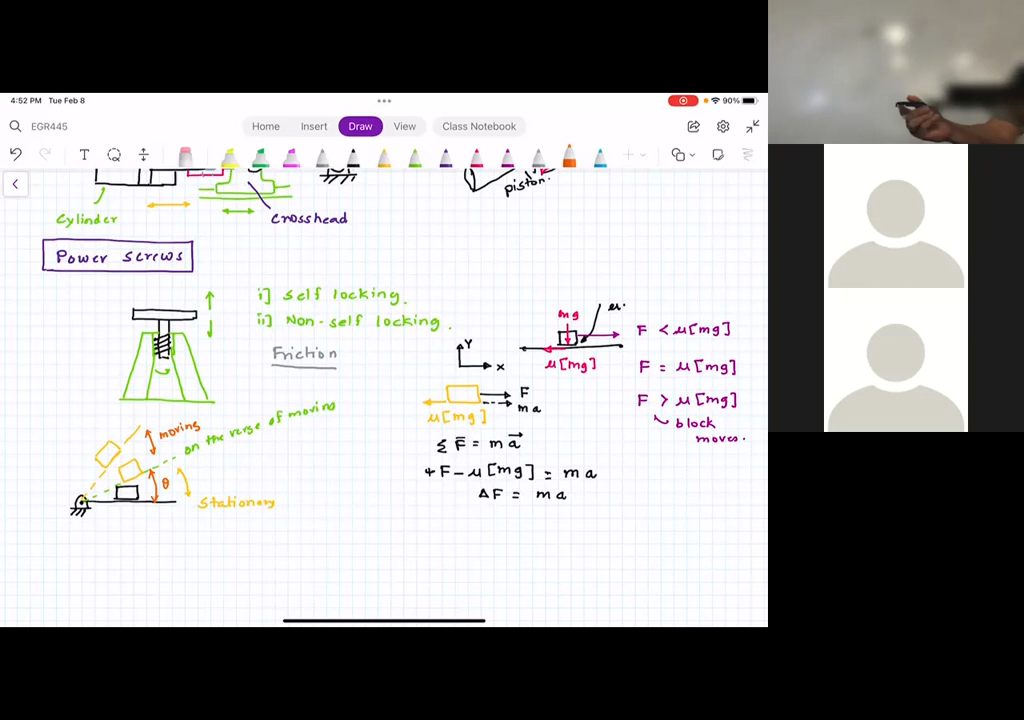 4:52 PM Tue Feb 8
90%
EGR445
Home Insert Draw View Class Notebook
T
piston.
Cylinder
Crosshead
Power screws
i] Self locking.
ii] Non-self locking.
Friction
mg
μ[mg]
F < μ[mg]
F = μ[mg]
F > μ[mg]
block
moves.
Y
X
F
ma
μ[mg]
Σ F = ma
+F - μ[mg] = ma
ΔF = ma
moving
on the verge of moving
θ
Stationary